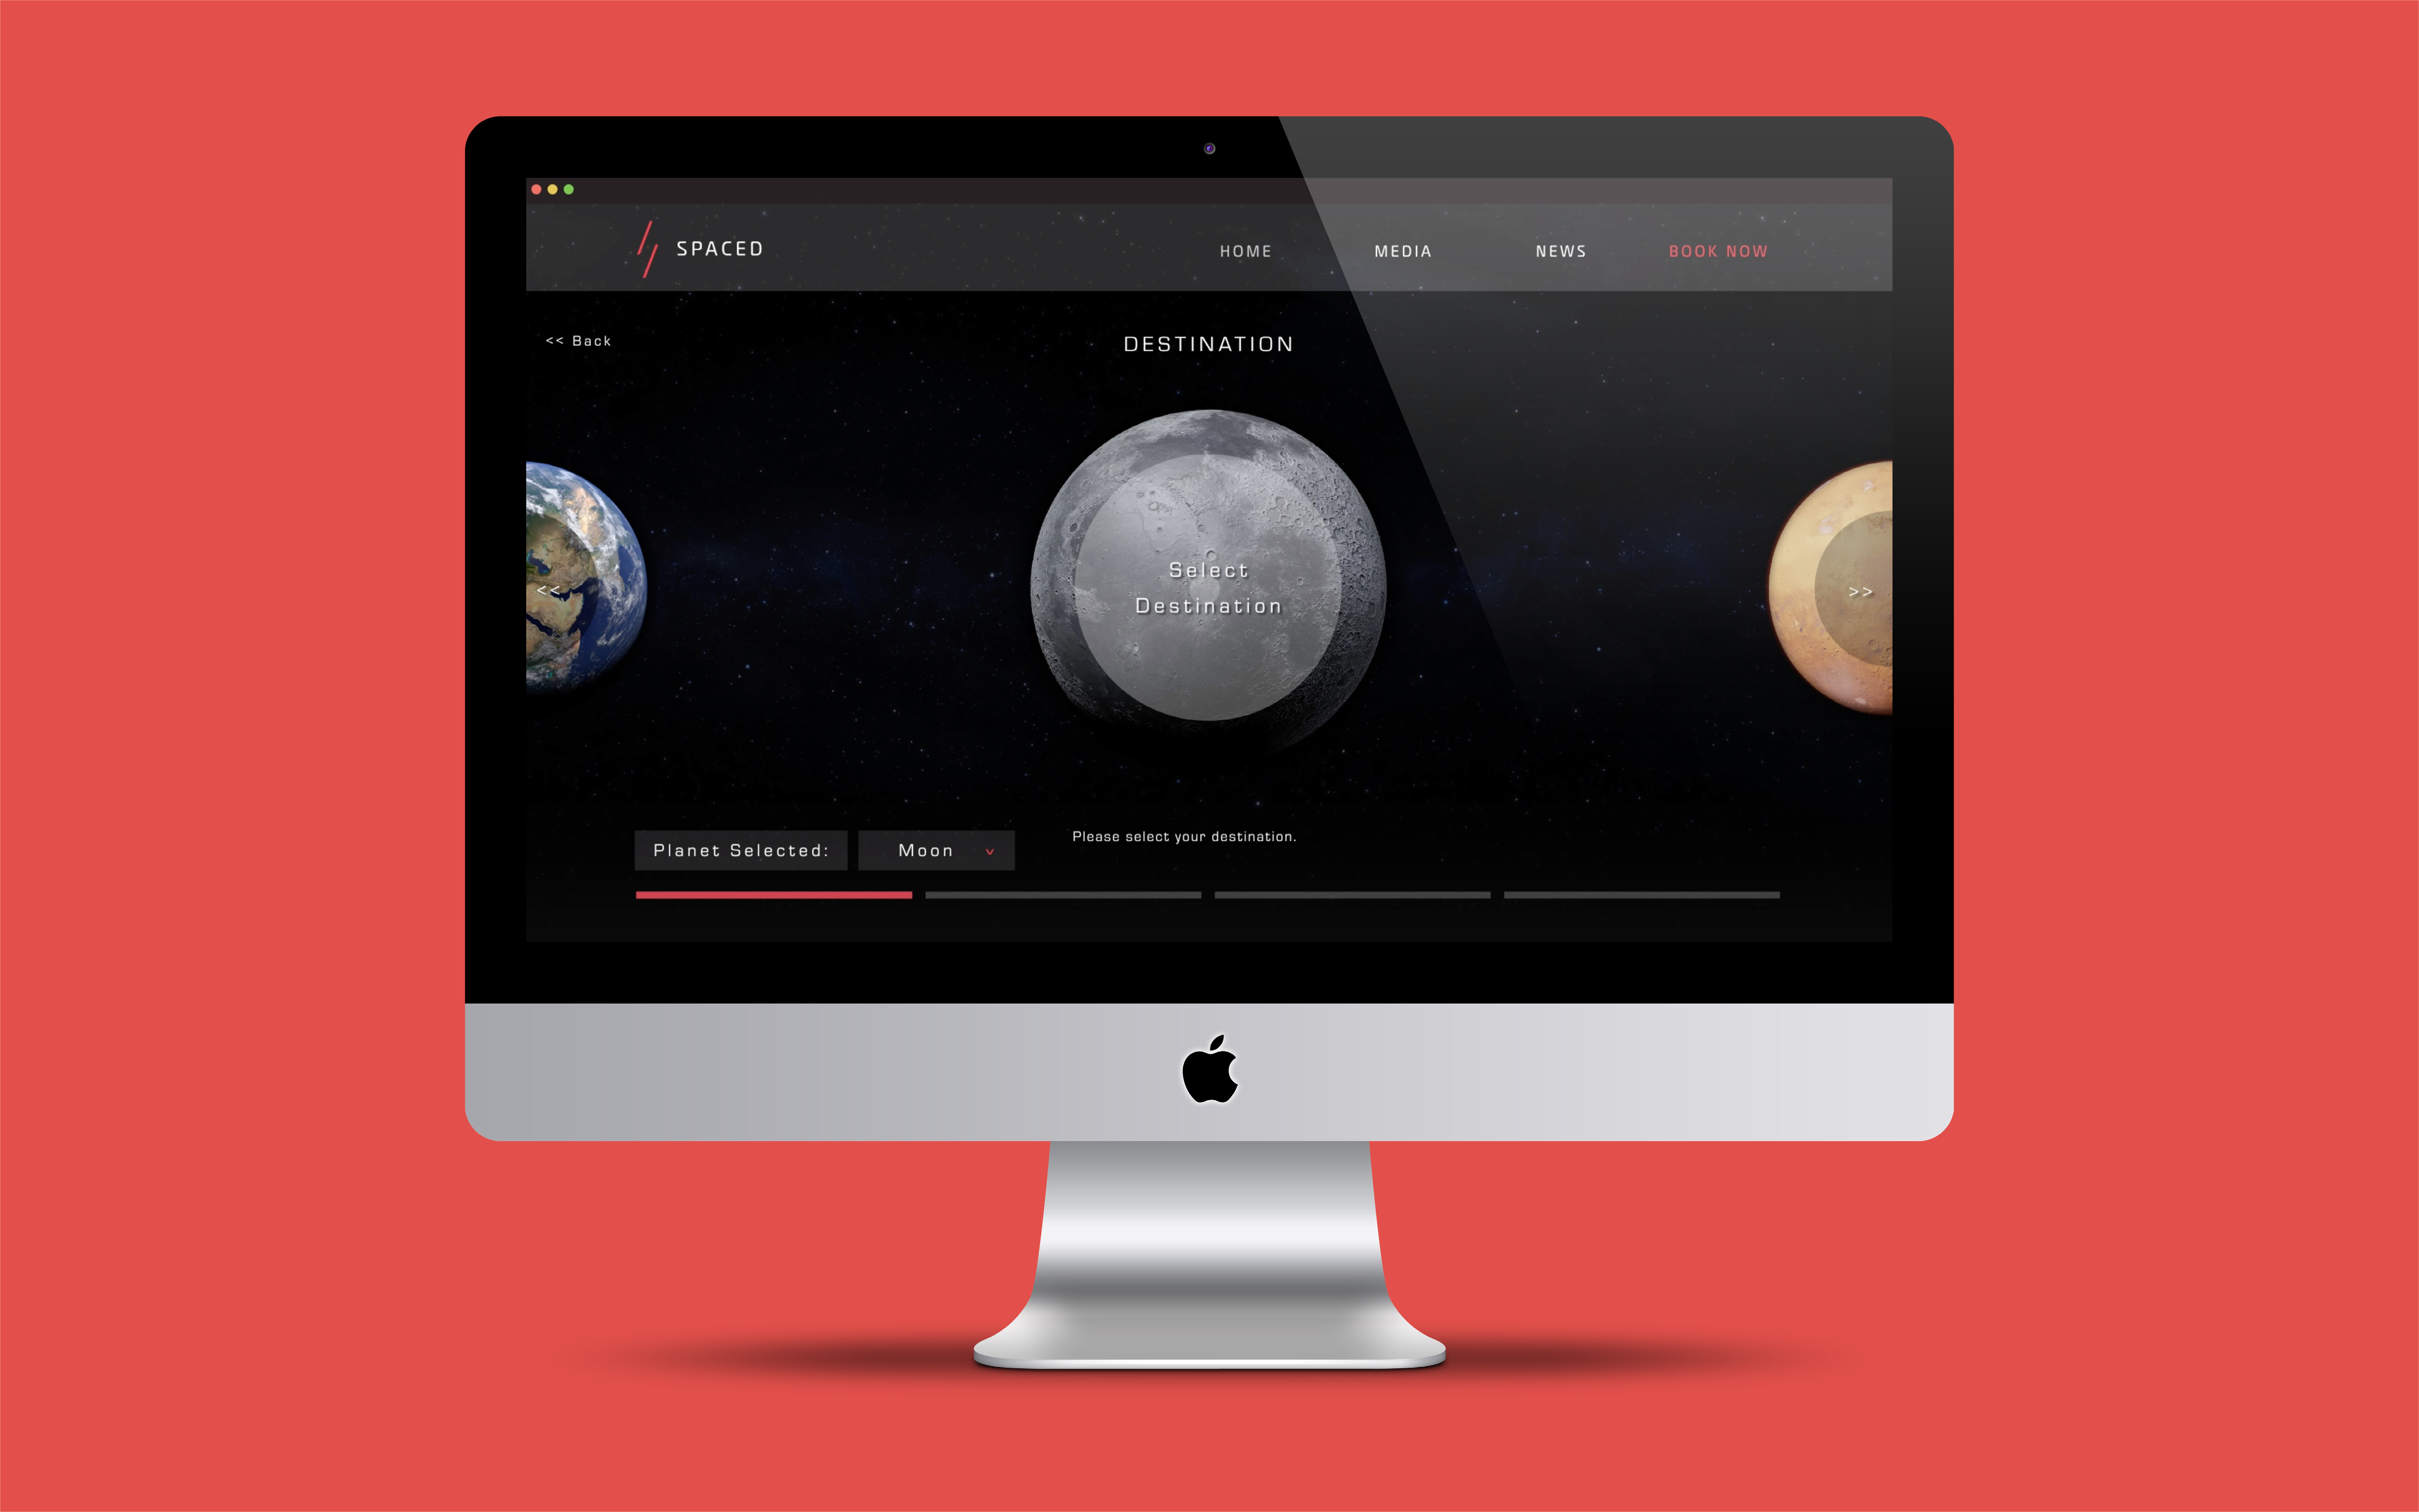 SPACED
HOME MEDIA NEWS BOOK NOW
<< Back
DESTINATION
Select
Destination
<<
>>
Planet Selected: Moon v
Please select your destination.